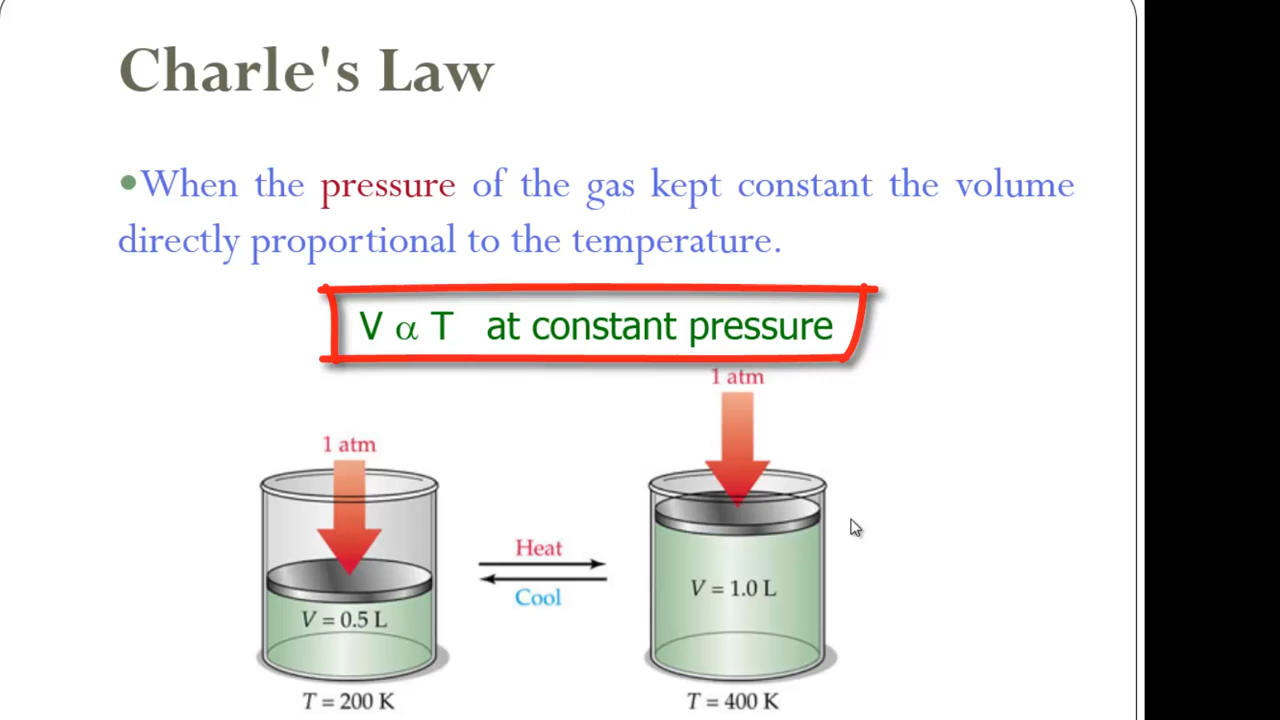 Charle's Law
•When the pressure of the gas kept constant the volume
directly proportional to the temperature.
V α T at constant pressure
1 atm
1 atm
Heat
Cool
V = 0.5 L
V = 1.0 L
T = 200 K
T = 400 K